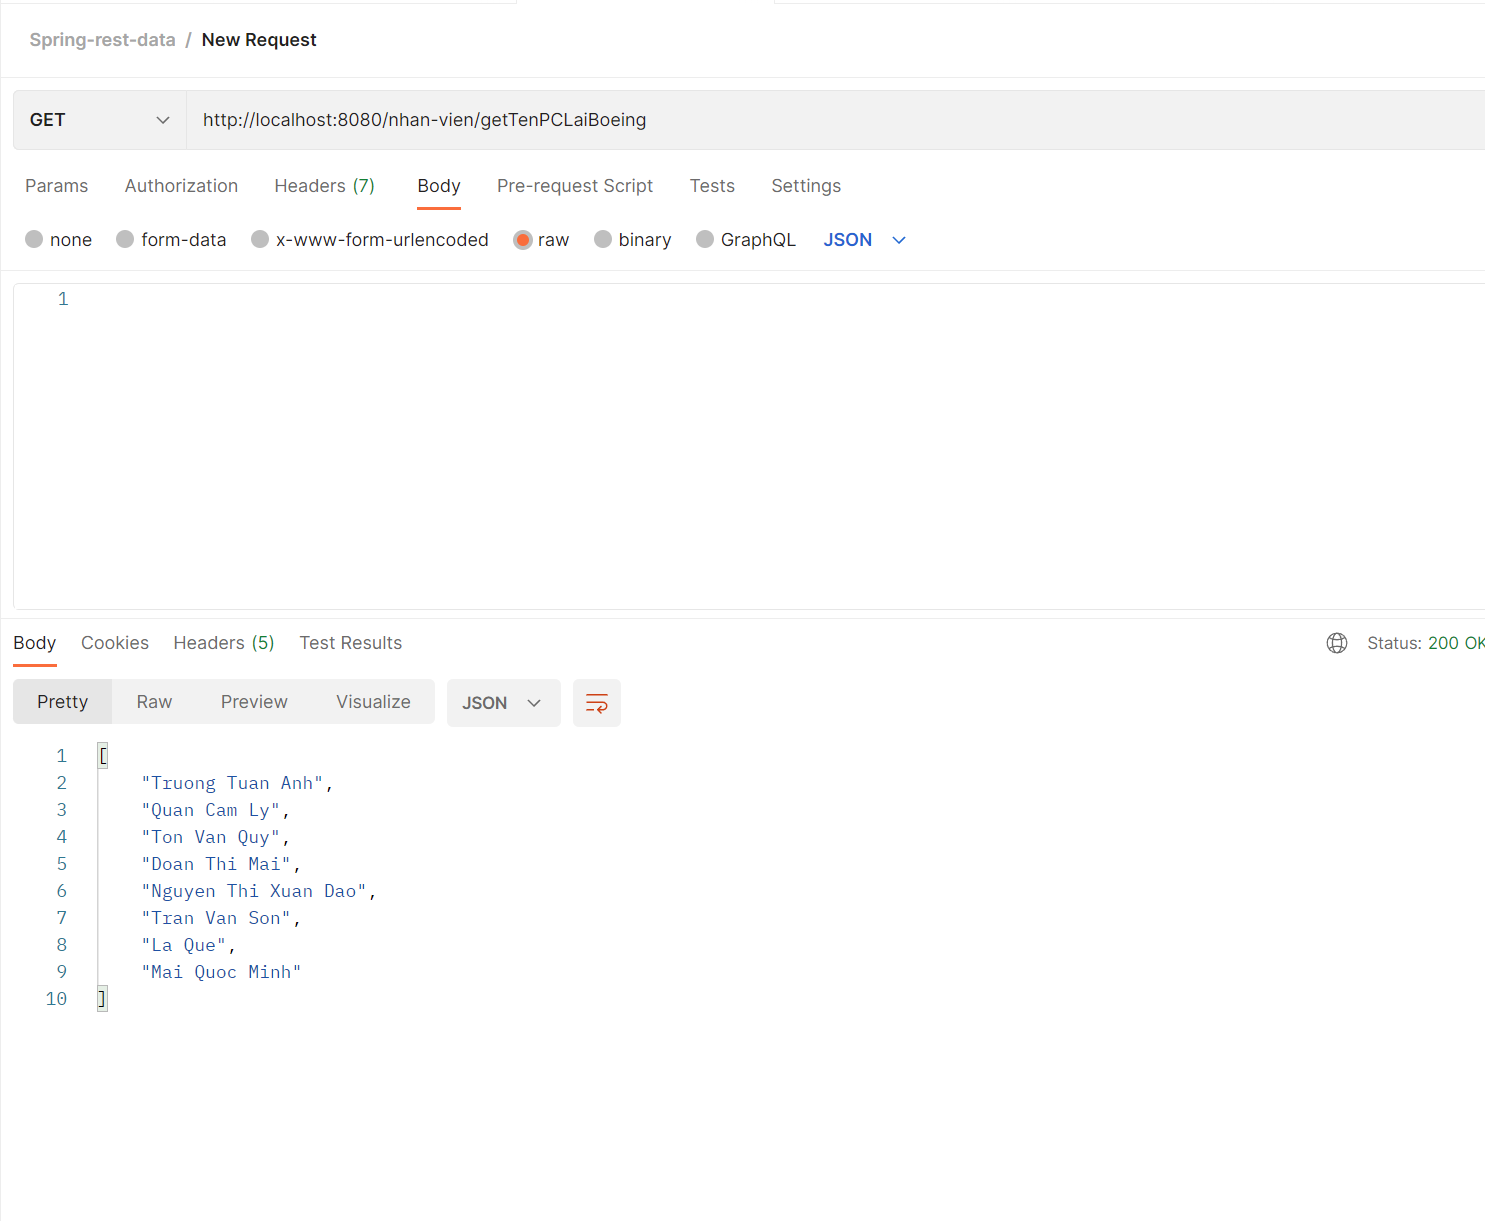 Spring-rest-data / New Request
GET http://localhost:8080/nhan-vien/getTenPCLaiBoeing
Params Authorization Headers (7) Body Pre-request Script Tests Settings
none form-data x-www-form-urlencoded raw binary GraphQL JSON
1
Body Cookies Headers (5) Test Results Status: 200 OK
Pretty Raw Preview Visualize JSON
1 [
2 "Truong Tuan Anh",
3 "Quan Cam Ly",
4 "Ton Van Quy",
5 "Doan Thi Mai",
6 "Nguyen Thi Xuan Dao",
7 "Tran Van Son",
8 "La Que",
9 "Mai Quoc Minh"
10 ]